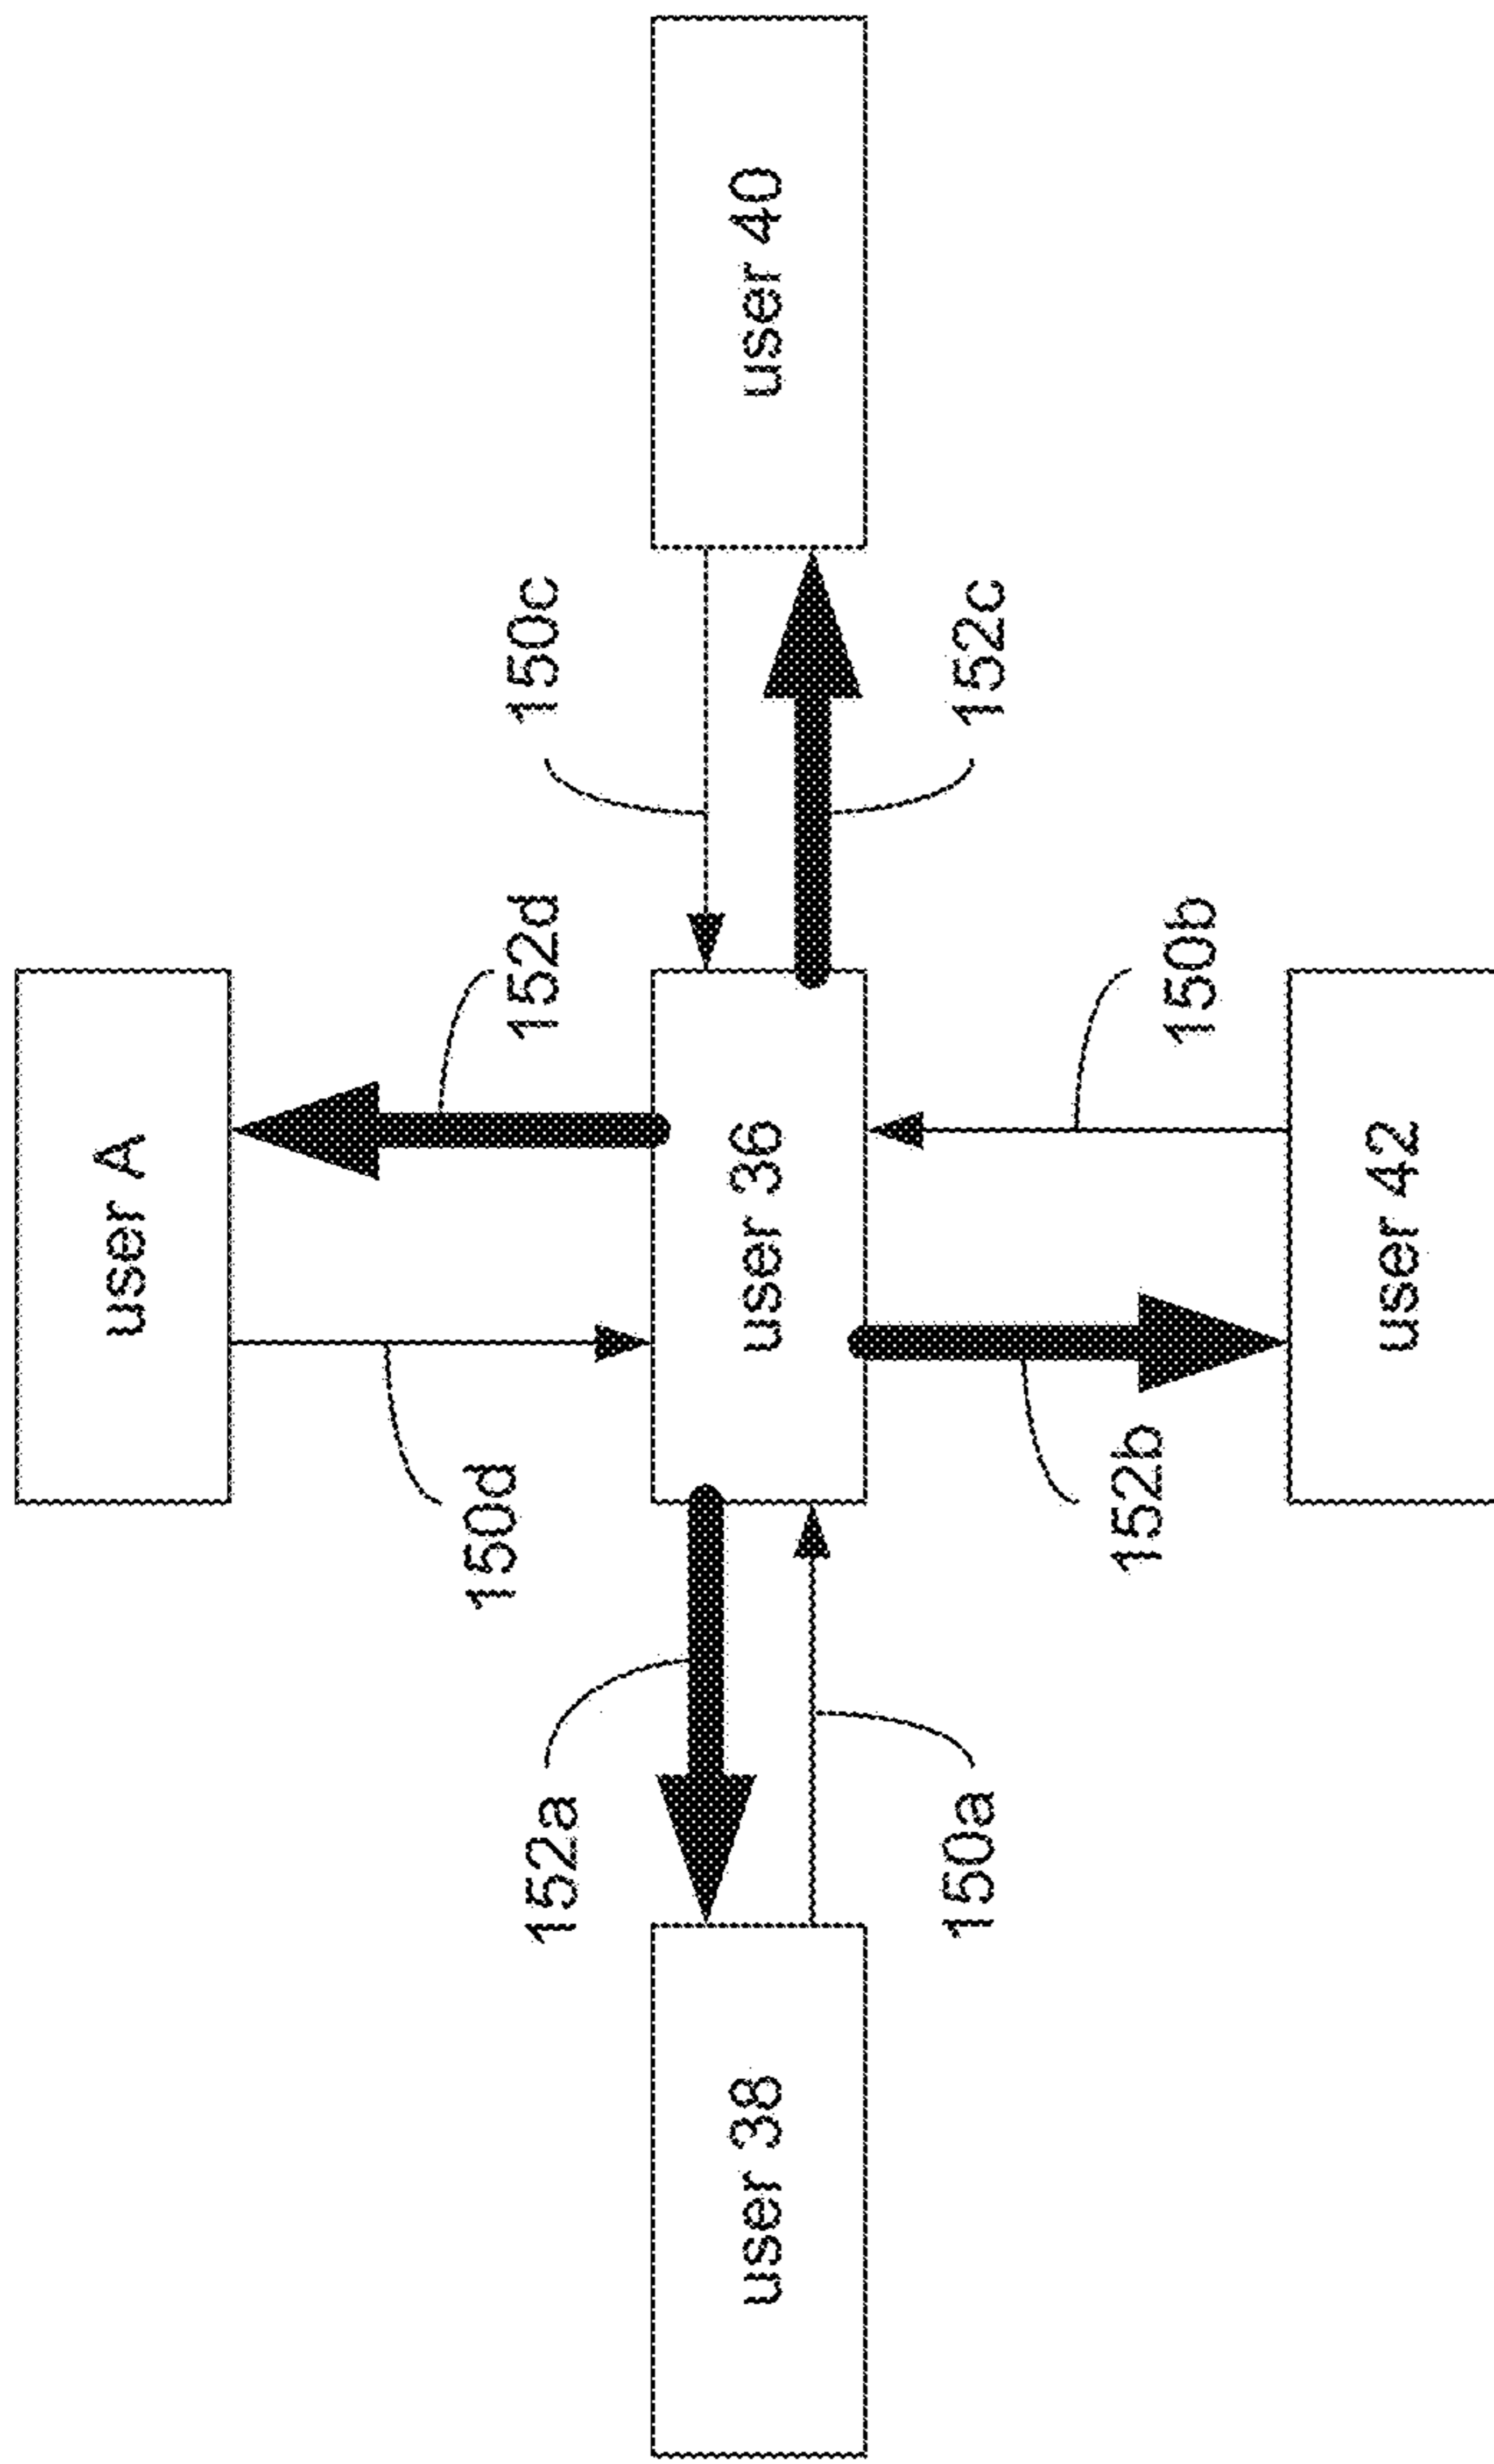 user A
150d
152d
152a
150c
user 38
user 36
user 40
150a
152c
152b
150b
user 42